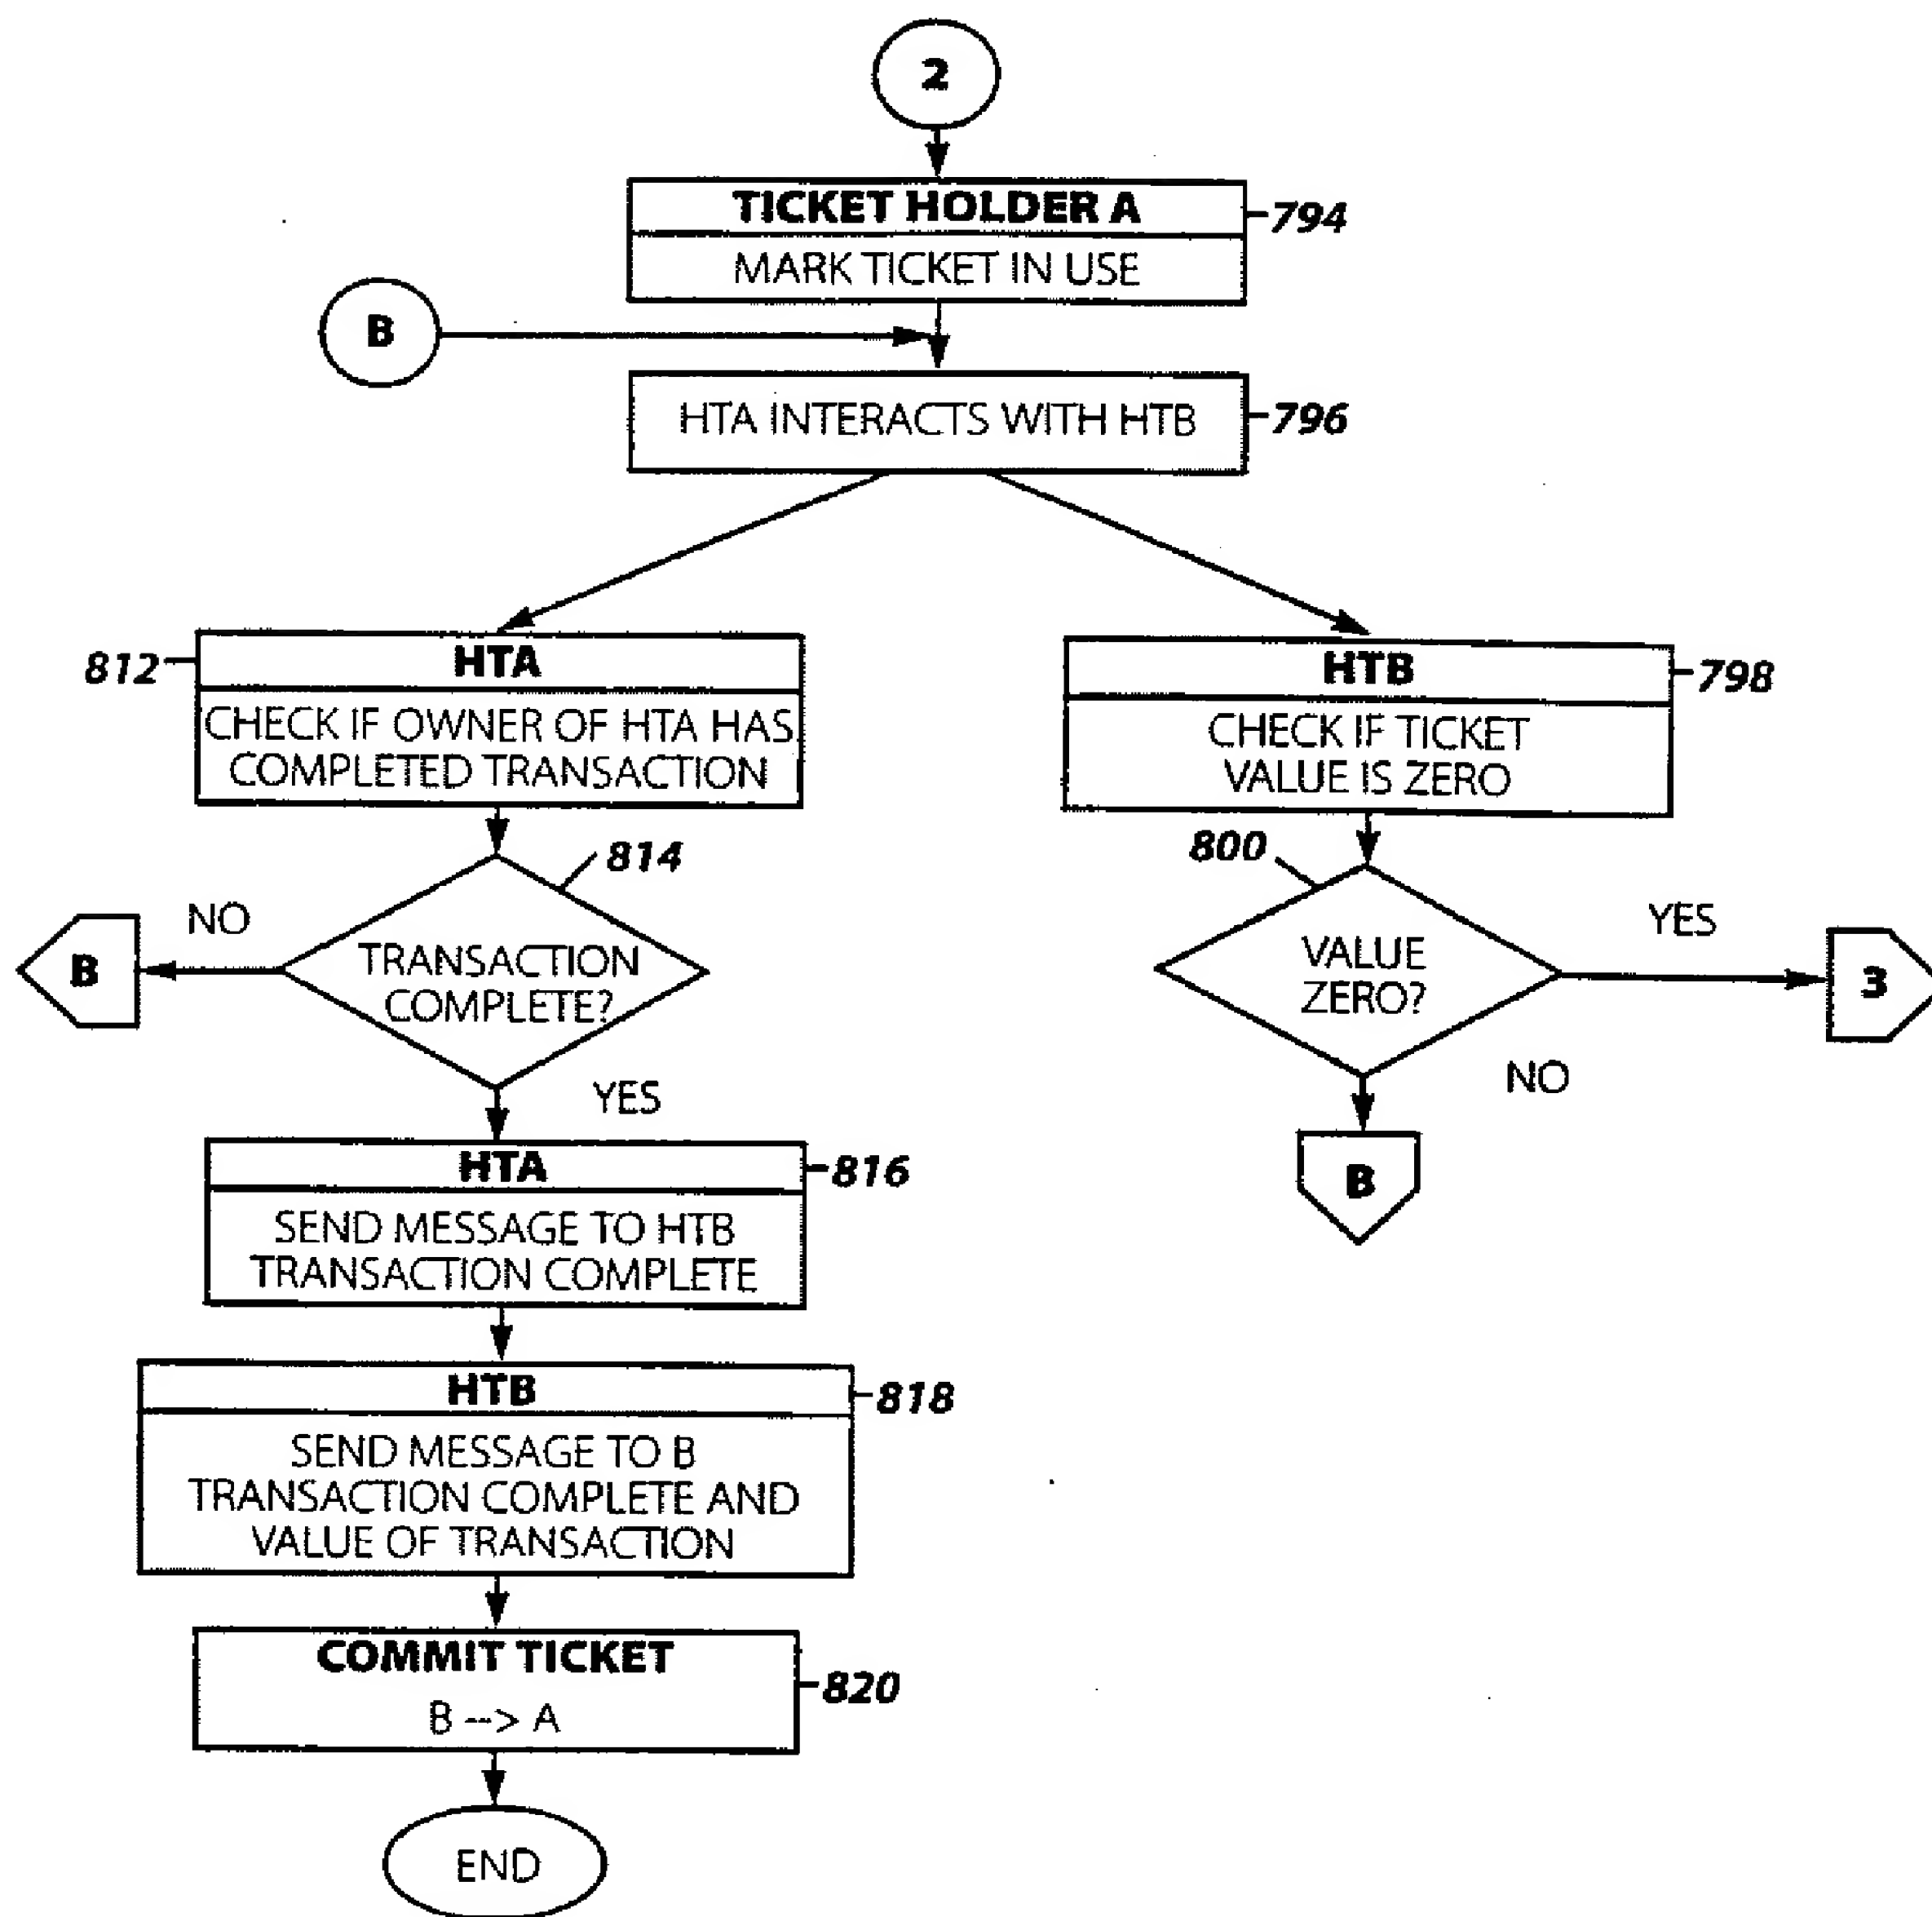 2
TICKET HOLDER A
794
MARK TICKET IN USE
B
HTA INTERACTS WITH HTB
796
812
HTA
CHECK IF OWNER OF HTA HAS
COMPLETED TRANSACTION
HTB
798
CHECK IF TICKET
VALUE IS ZERO
814
NO
B
TRANSACTION
COMPLETE?
YES
800
VALUE
ZERO?
YES
3
NO
B
HTA
816
SEND MESSAGE TO HTB
TRANSACTION COMPLETE
HTB
818
SEND MESSAGE TO B
TRANSACTION COMPLETE AND
VALUE OF TRANSACTION
COMMIT TICKET
820
B --> A
END